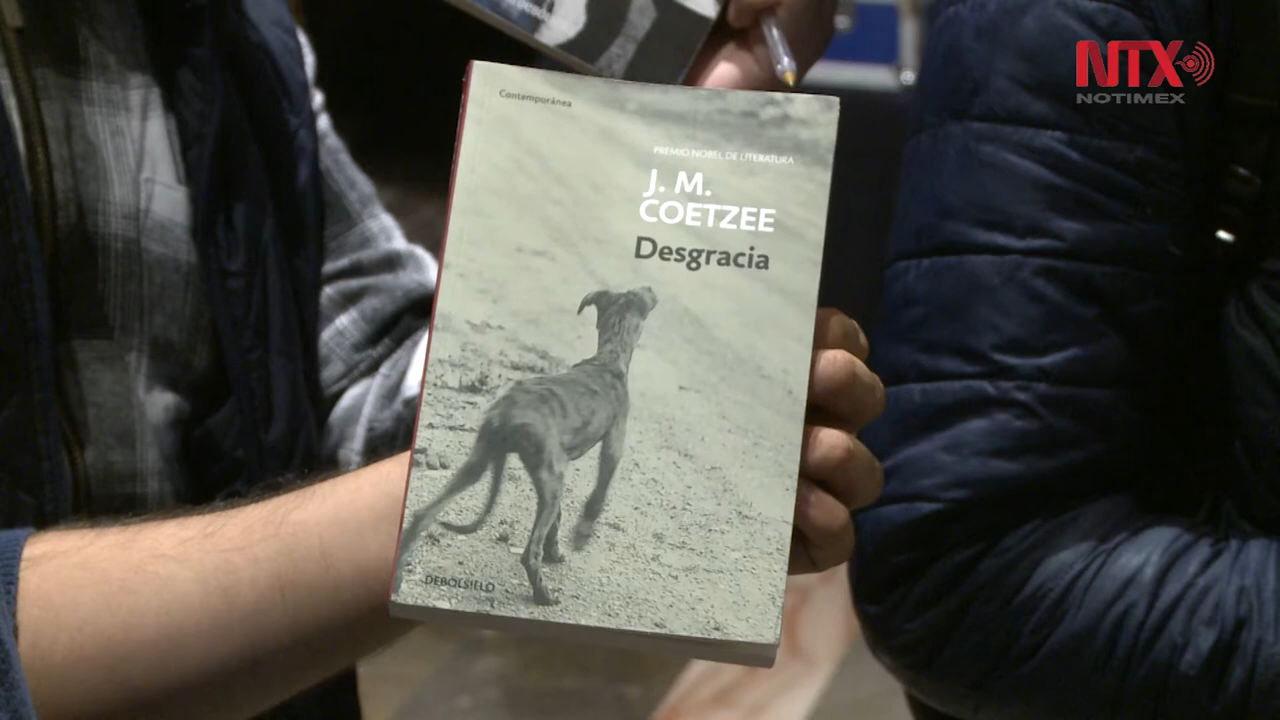 NTX
NOTIMEX
Contemporánea
PREMIO NOBEL DE LITERATURA
J. M.
COETZEE
Desgracia
DEBOLSILLO